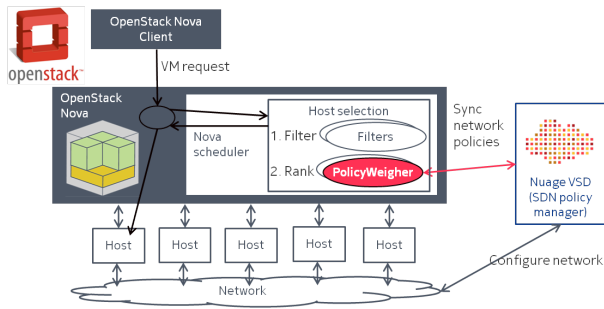 OpenStack Nova
Client
openstack™
VM request
OpenStack
Nova
Nova
scheduler
Host selection
1. Filter
Filters
2. Rank
PolicyWeigher
Sync
network
policies
Nuage VSD
(SDN policy
manager)
Host
Host
Host
Host
Host
Configure network
Network